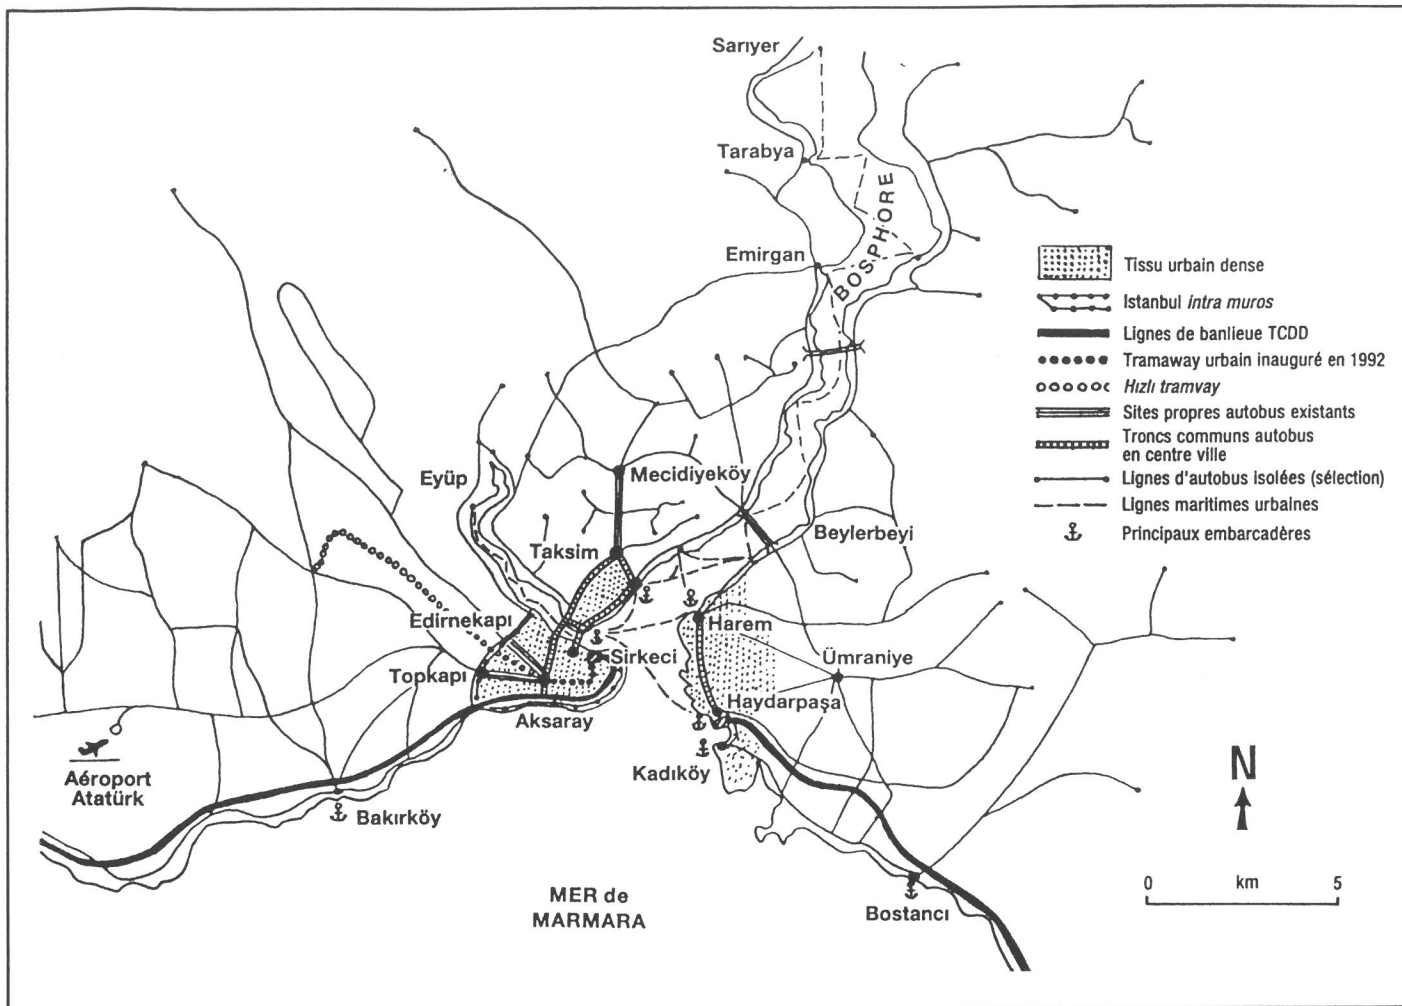 Sarıyer
Tarabya
Emirgan
BOSPHORE
Tissu urbain dense
Istanbul intra muros
Lignes de banlieue TCDD
Tramaway urbain inauguré en 1992
Hızlı tramvay
Sites propres autobus existants
Troncs communs autobus
en centre ville
Lignes d'autobus isolées (sélection)
Lignes maritimes urbaines
Principaux embarcadères
Eyüp
Mecidiyeköy
Taksim
Beylerbeyi
Edirnekapı
Harem
Sirkeci
Ümraniye
Topkapı
Haydarpaşa
Aksaray
Aéroport
Atatürk
Kadıköy
Bakırköy
N
0 km 5
MER de
MARMARA
Bostancı